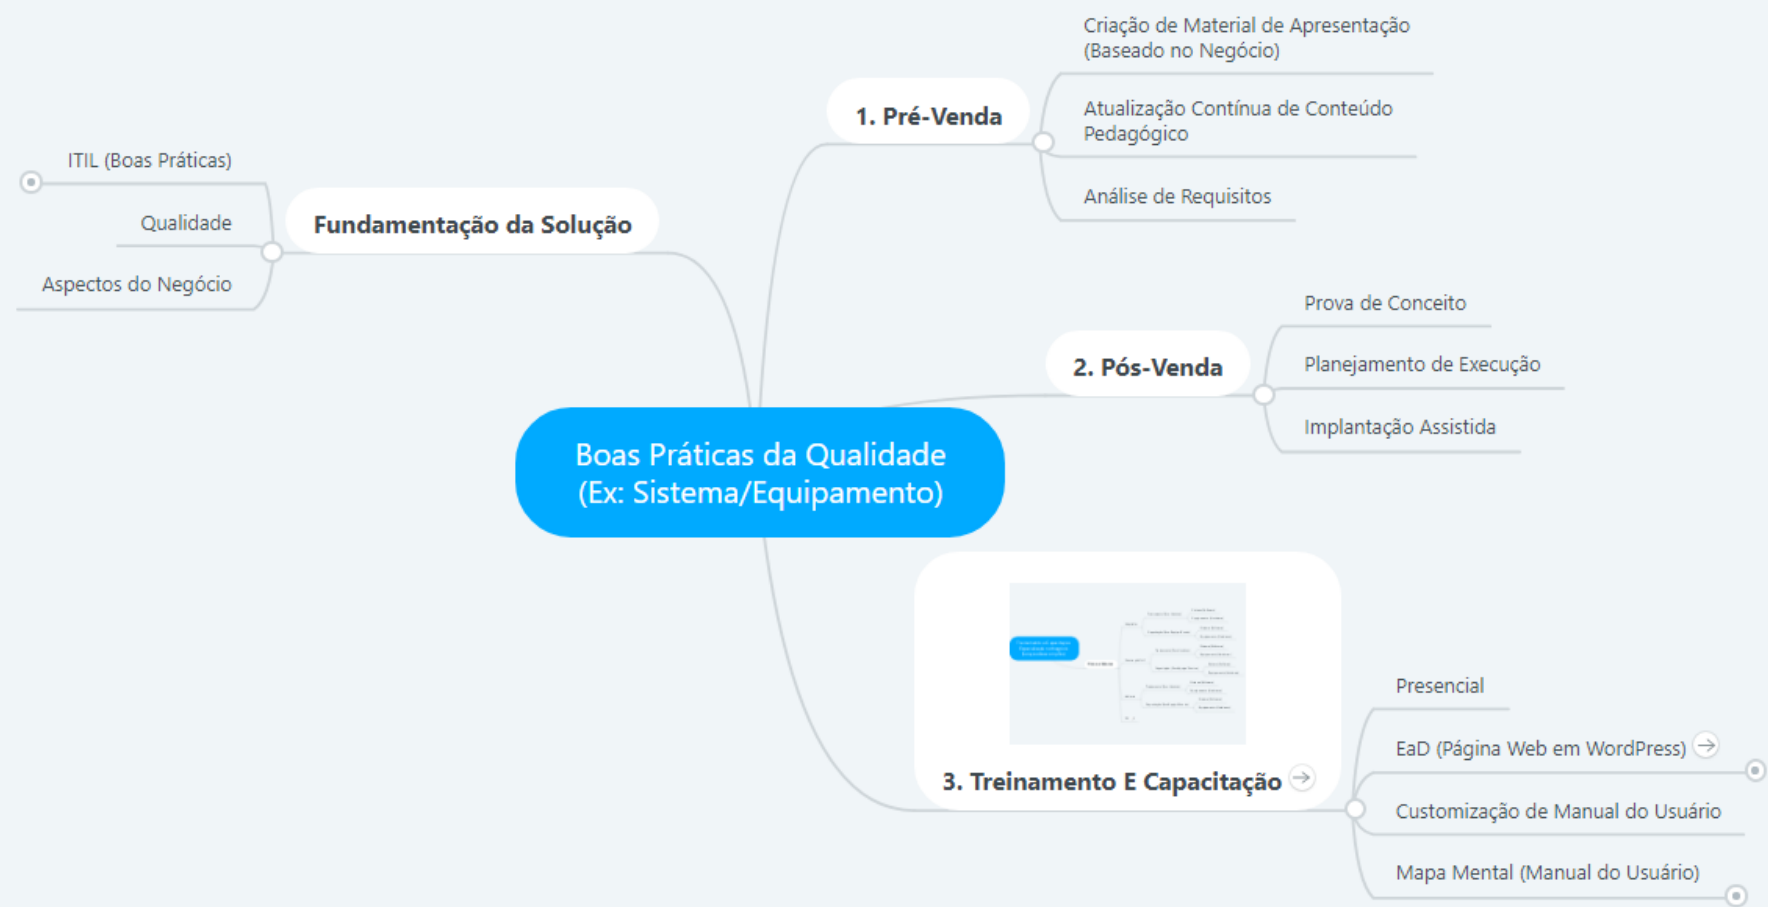 Criação de Material de Apresentação
(Baseado no Negócio)
1. Pré-Venda
Atualização Contínua de Conteúdo
Pedagógico
Análise de Requisitos
ITIL (Boas Práticas)
Qualidade
Fundamentação da Solução
Aspectos do Negócio
Prova de Conceito
2. Pós-Venda
Planejamento de Execução
Implantação Assistida
Boas Práticas da Qualidade
(Ex: Sistema/Equipamento)
3. Treinamento E Capacitação
Presencial
EaD (Página Web em WordPress)
Customização de Manual do Usuário
Mapa Mental (Manual do Usuário)